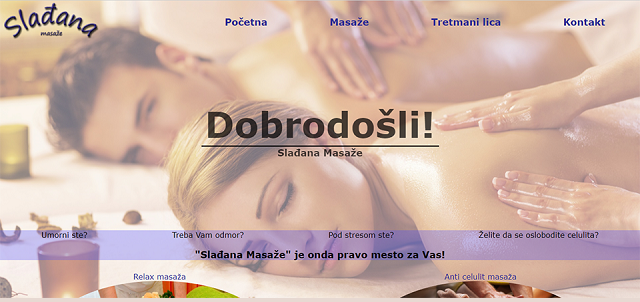 Slađana
masaže
Početna Masaže Tretmani lica Kontakt
Dobrodošli!
Slađana Masaže
Umorni ste? Treba Vam odmor? Pod stresom ste? Želite da se oslobodite celulita?
"Slađana Masaže" je onda pravo mesto za Vas!
Relax masaža Anti celulit masaža